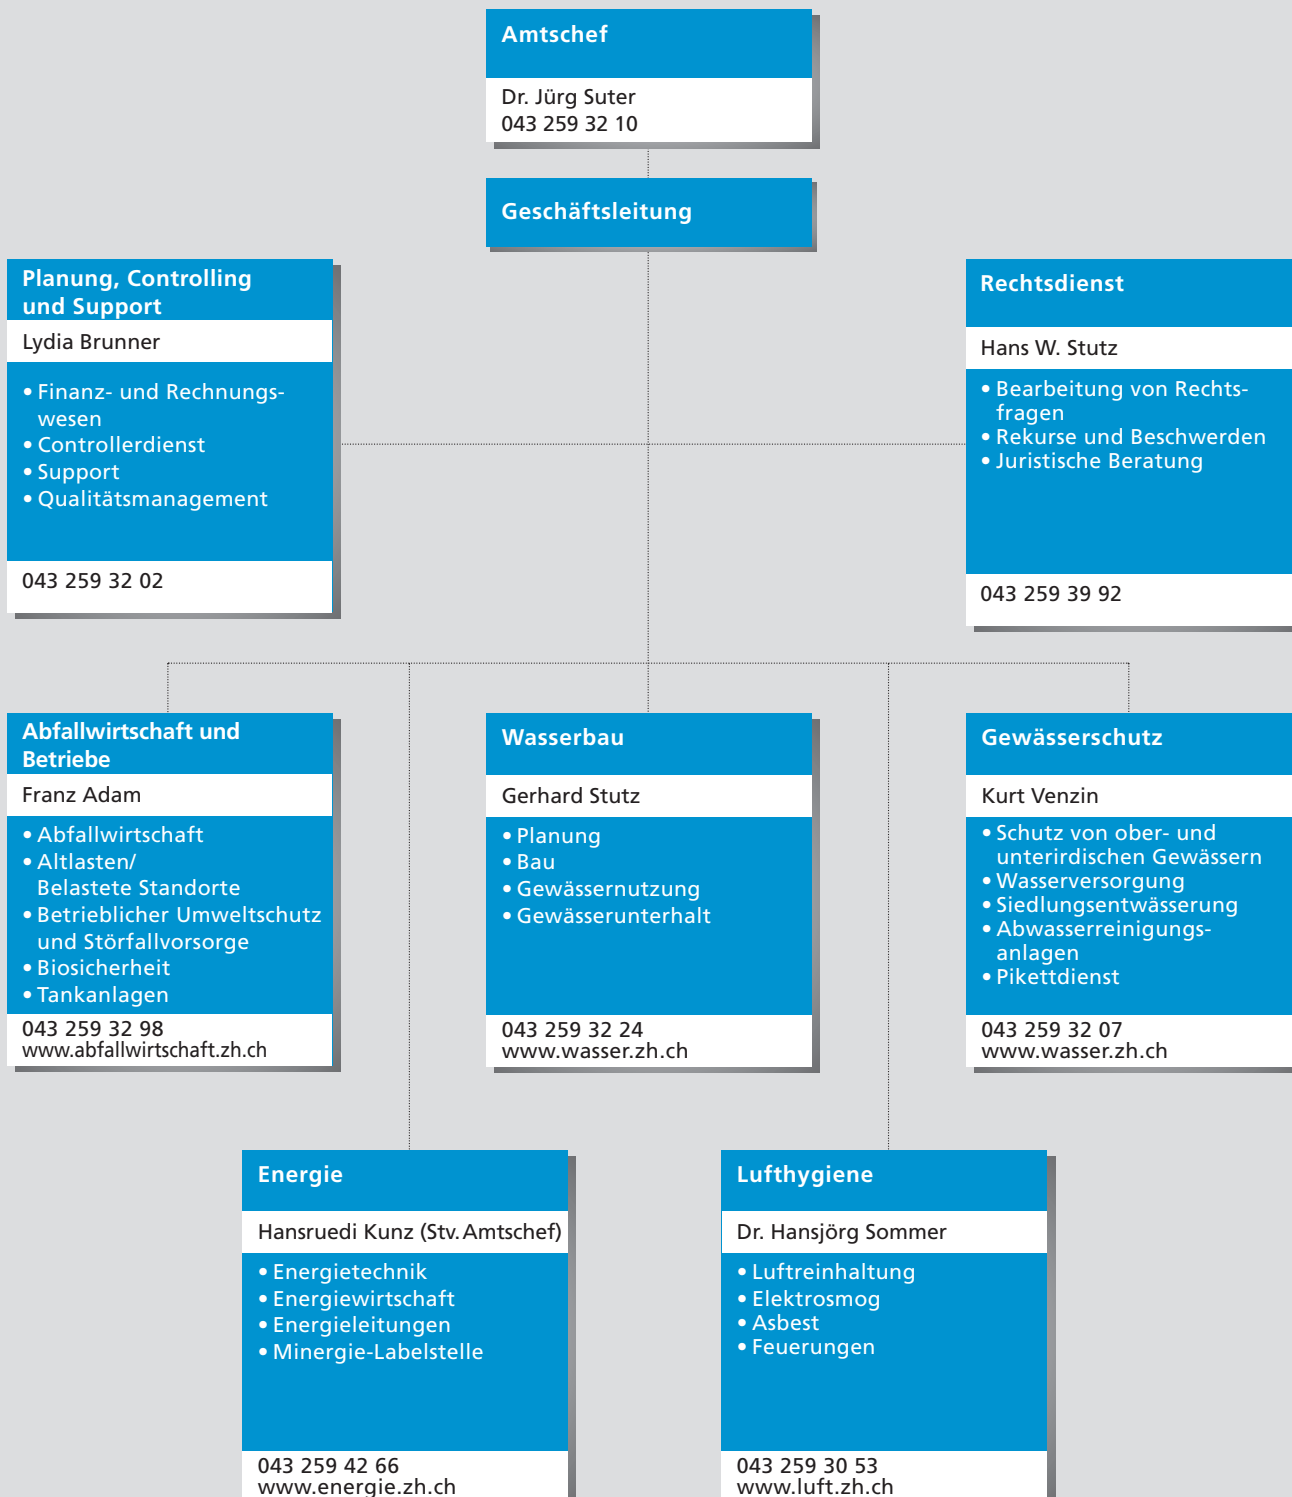 Amtschef
Dr. Jürg Suter
043 259 32 10
Geschäftsleitung
Planung, Controlling
und Support
Lydia Brunner
• Finanz- und Rechnungs-
wesen
• Controllerdienst
• Support
• Qualitätsmanagement
043 259 32 02
Rechtsdienst
Hans W. Stutz
• Bearbeitung von Rechts-
fragen
• Rekurse und Beschwerden
• Juristische Beratung
043 259 39 92
Abfallwirtschaft und
Betriebe
Franz Adam
• Abfallwirtschaft
• Altlasten/
Belastete Standorte
• Betrieblicher Umweltschutz
und Störfallvorsorge
• Biosicherheit
• Tankanlagen
043 259 32 98
www.abfallwirtschaft.zh.ch
Wasserbau
Gerhard Stutz
• Planung
• Bau
• Gewässernutzung
• Gewässerunterhalt
043 259 32 24
www.wasser.zh.ch
Gewässerschutz
Kurt Venzin
• Schutz von ober- und
unterirdischen Gewässern
• Wasserversorgung
• Siedlungsentwässerung
• Abwasserreinigungs-
anlagen
• Pikettdienst
043 259 32 07
www.wasser.zh.ch
Energie
Hansruedi Kunz (Stv. Amtschef)
• Energietechnik
• Energiewirtschaft
• Energieleitungen
• Minergie-Labelstelle
043 259 42 66
www.energie.zh.ch
Lufthygiene
Dr. Hansjörg Sommer
• Luftreinhaltung
• Elektrosmog
• Asbest
• Feuerungen
043 259 30 53
www.luft.zh.ch